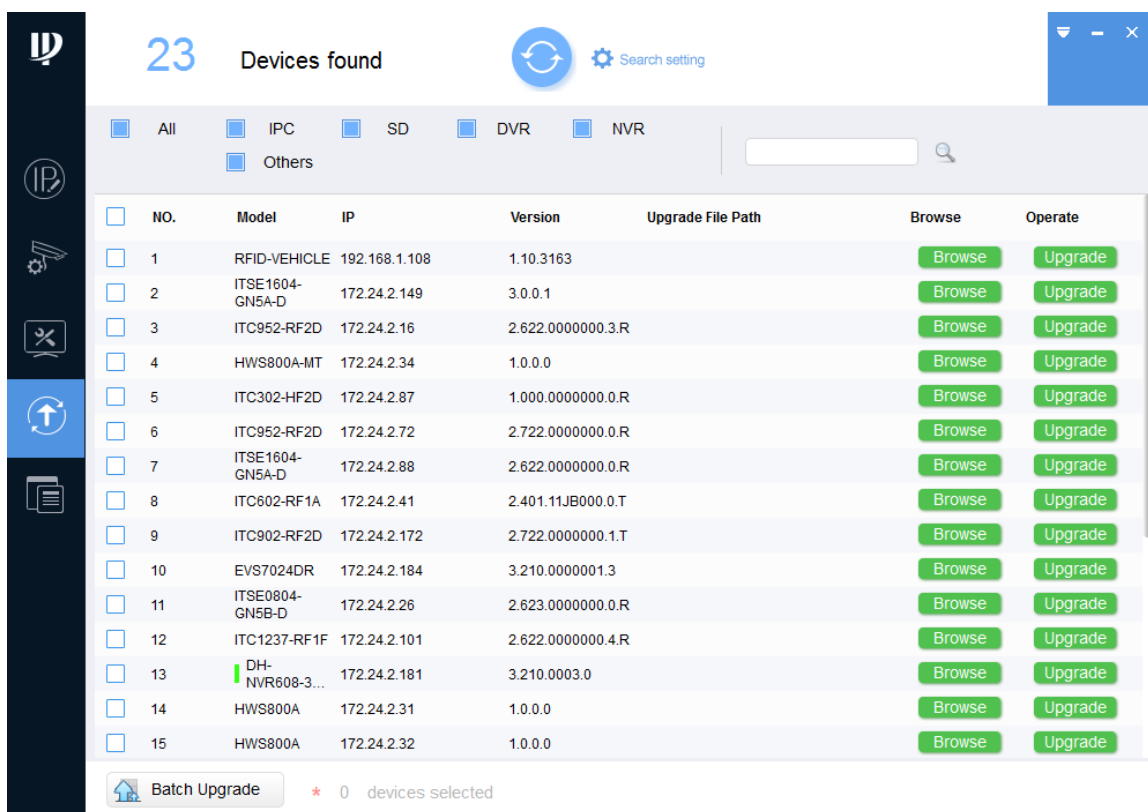 23 Devices found Search setting
All IPC SD DVR NVR
Others
NO. Model IP Version Upgrade File Path Browse Operate
1 RFID-VEHICLE 192.168.1.108 1.10.3163 Browse Upgrade
2 ITSE1604-GN5A-D 172.24.2.149 3.0.0.1 Browse Upgrade
3 ITC952-RF2D 172.24.2.16 2.622.0000000.3.R Browse Upgrade
4 HWS800A-MT 172.24.2.34 1.0.0.0 Browse Upgrade
5 ITC302-HF2D 172.24.2.87 1.000.0000000.0.R Browse Upgrade
6 ITC952-RF2D 172.24.2.72 2.722.0000000.0.R Browse Upgrade
7 ITSE1604-GN5A-D 172.24.2.88 2.622.0000000.0.R Browse Upgrade
8 ITC602-RF1A 172.24.2.41 2.401.11JB000.0.T Browse Upgrade
9 ITC902-RF2D 172.24.2.172 2.722.0000000.1.T Browse Upgrade
10 EVS7024DR 172.24.2.184 3.210.0000001.3 Browse Upgrade
11 ITSE0804-GN5B-D 172.24.2.26 2.623.0000000.0.R Browse Upgrade
12 ITC1237-RF1F 172.24.2.101 2.622.0000000.4.R Browse Upgrade
13 DH-NVR608-3... 172.24.2.181 3.210.0003.0 Browse Upgrade
14 HWS800A 172.24.2.31 1.0.0.0 Browse Upgrade
15 HWS800A 172.24.2.32 1.0.0.0 Browse Upgrade
Batch Upgrade * 0 devices selected
IP